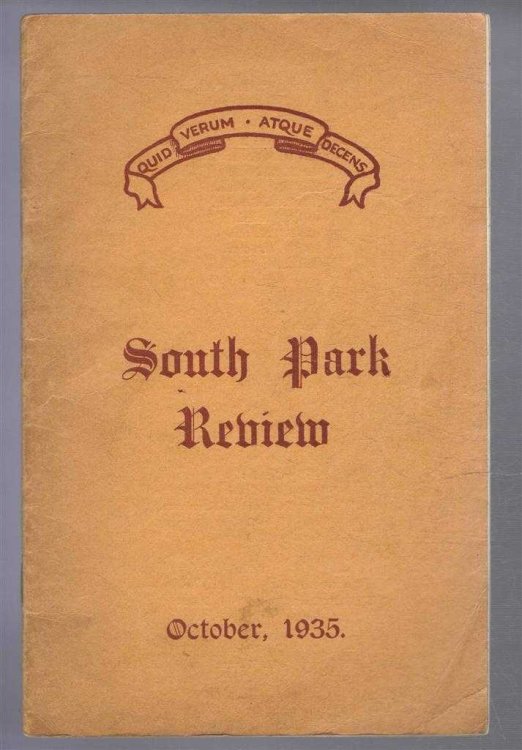 QUID VERUM · ATQUE DECENS
South Park
Review
October, 1935.